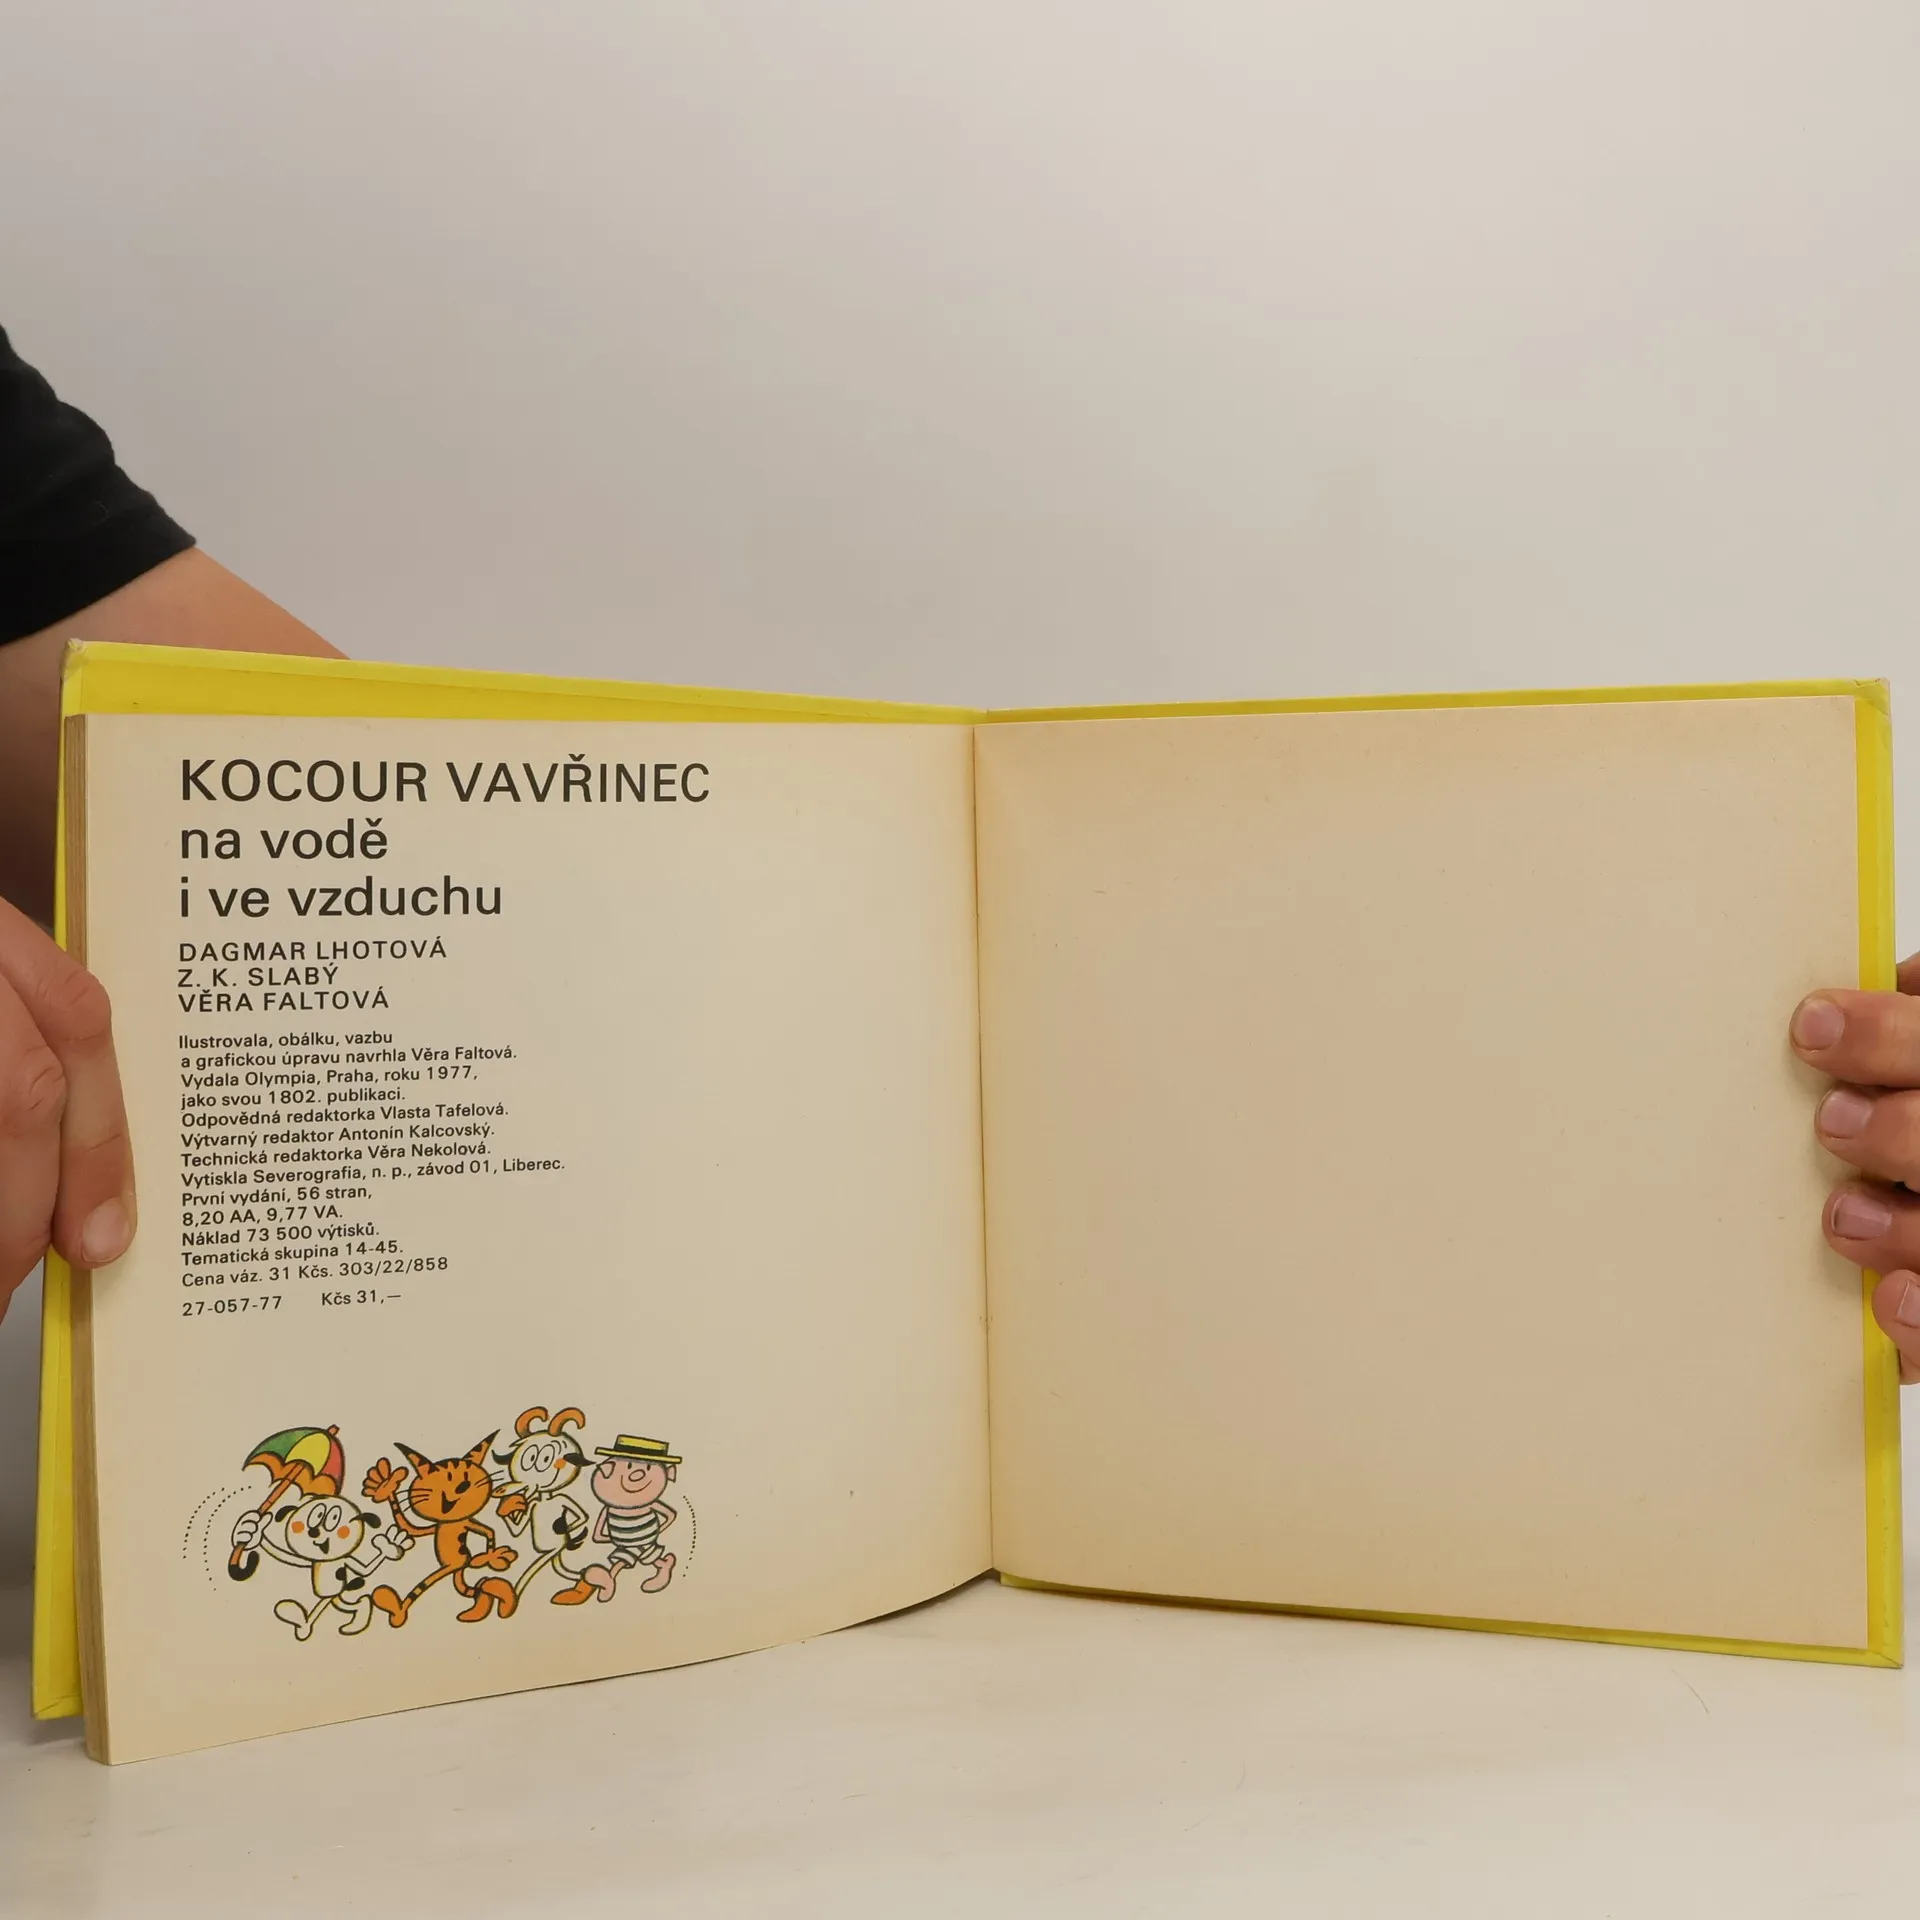 KOCOUR VAVŘINEC
na vodě
i ve vzduchu
DAGMAR LHOTOVÁ
Z. K. SLABÝ
VĚRA FALTOVÁ
Ilustrovala, obálku, vazbu
a grafickou úpravu navrhla Věra Faltová.
Vydala Olympia, Praha, roku 1977,
jako svou 1802. publikaci.
Odpovědná redaktorka Vlasta Tafelová.
Výtvarný redaktor Antonín Kalcovský.
Technická redaktorka Věra Nekolová.
Vytiskla Severografia, n. p., závod 01, Liberec.
První vydání, 56 stran,
8,20 AA, 9,77 VA.
Náklad 73 500 výtisků.
Tematická skupina 14-45.
Cena váz. 31 Kčs. 303/22/858
27-057-77 Kčs 31,—